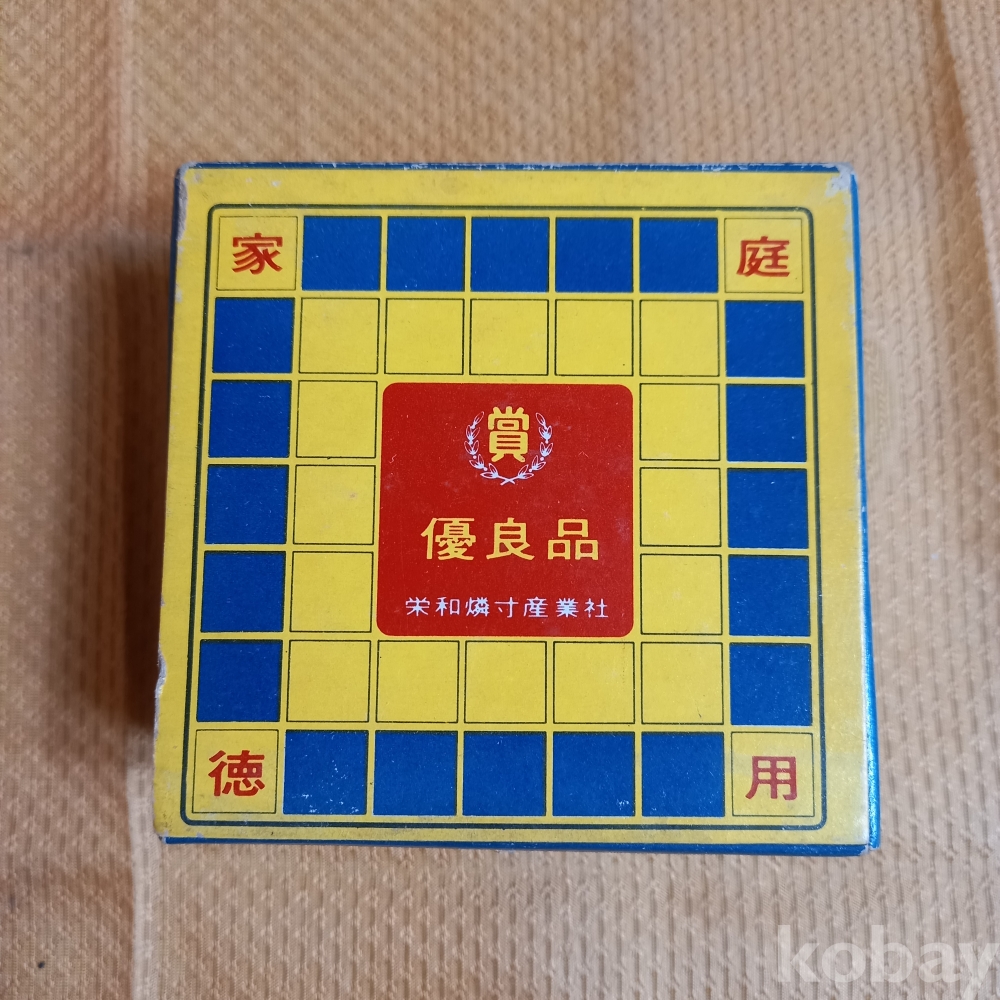 家 庭
賞
優良品
栄和燐寸産業社
徳 用
kobay